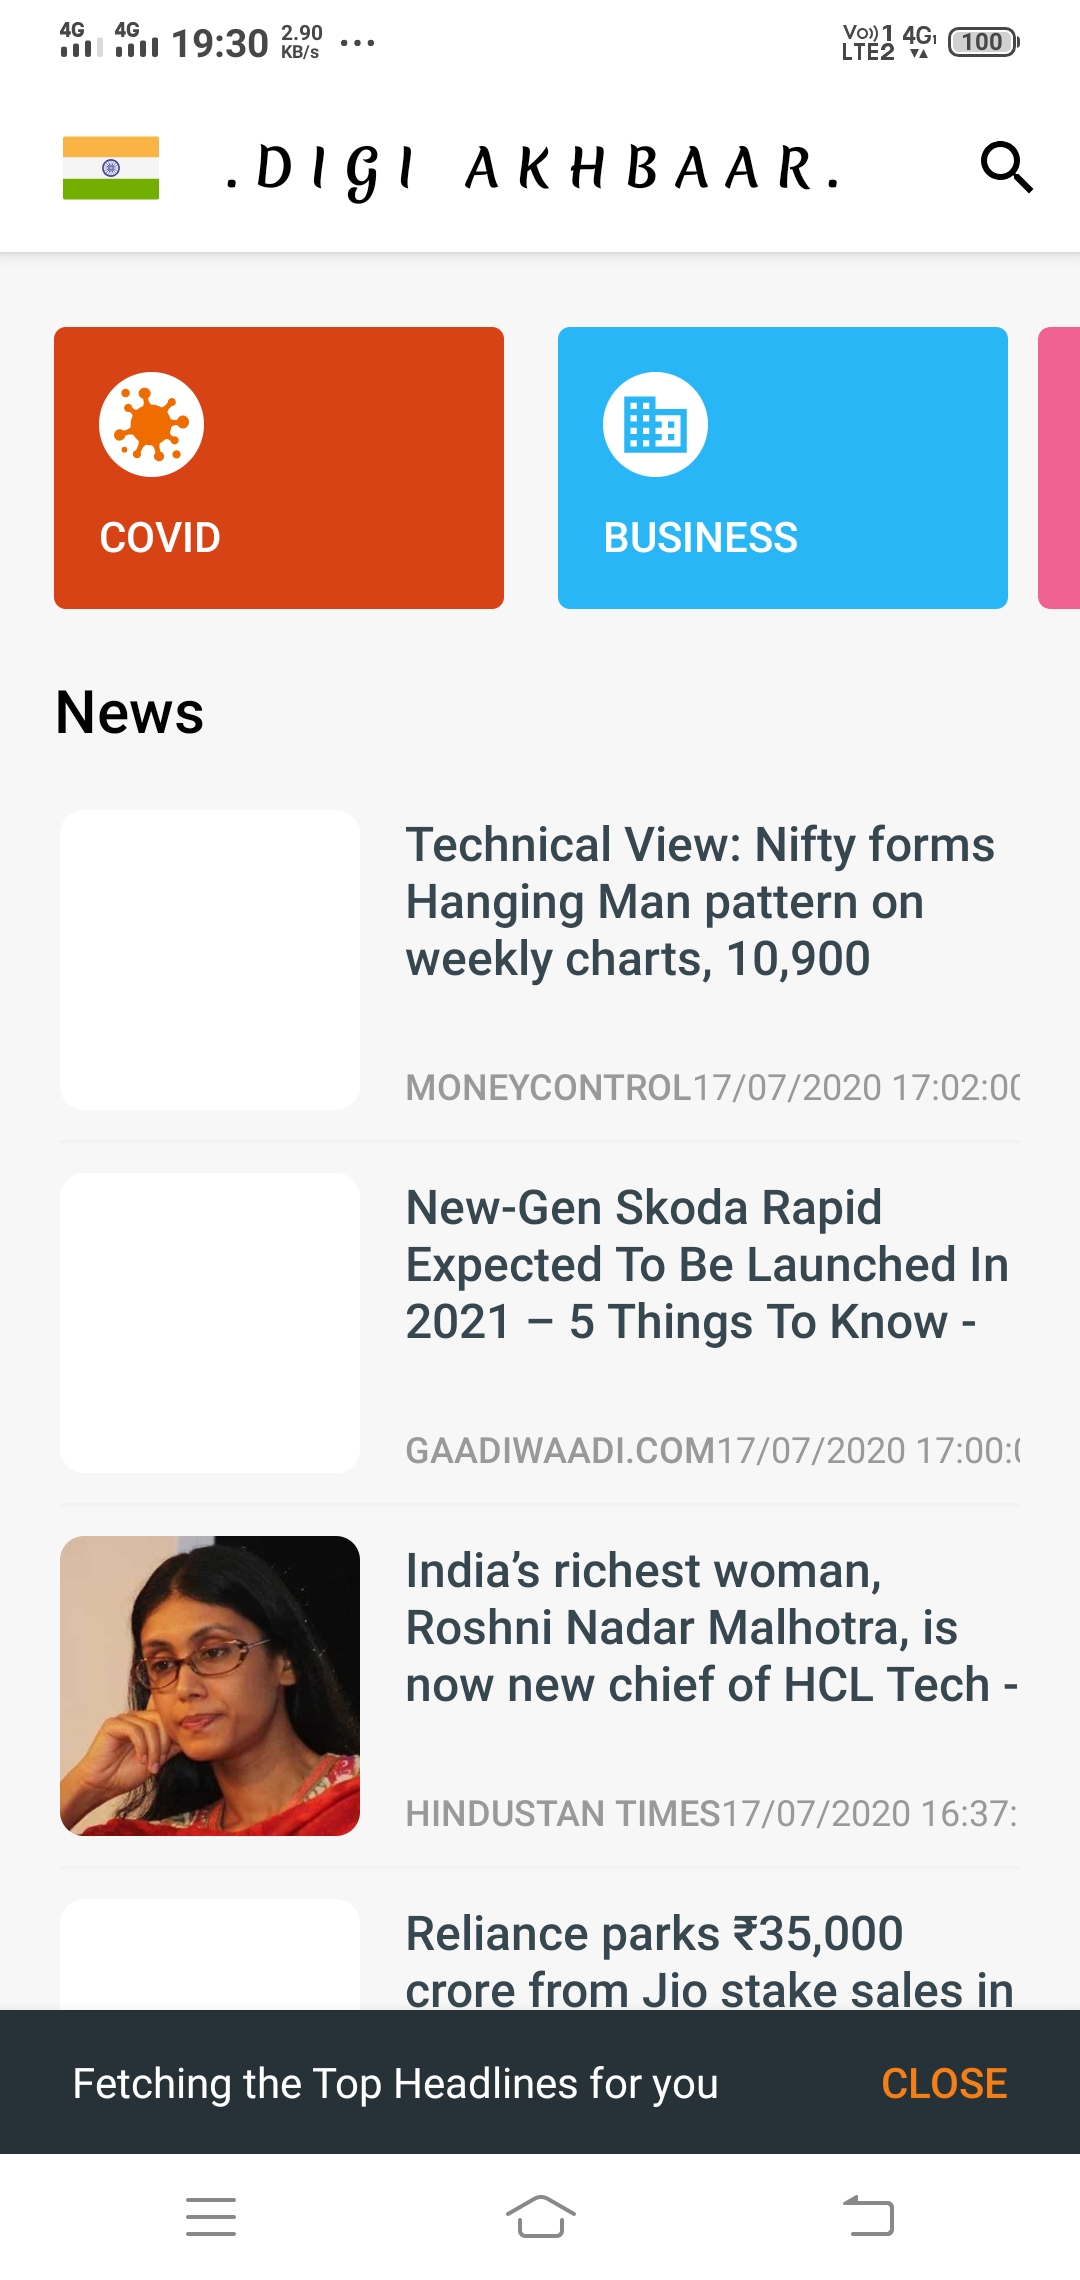 4G 4G 19:30 2.90 KB/s ... Vo)) 1 LTE2 4G1 100
.DIGI AKHBAAR.
COVID
BUSINESS
News
Technical View: Nifty forms
Hanging Man pattern on
weekly charts, 10,900
MONEYCONTROL17/07/2020 17:02:00
New-Gen Skoda Rapid
Expected To Be Launched In
2021 – 5 Things To Know -
GAADIWAADI.COM17/07/2020 17:00:0
India’s richest woman,
Roshni Nadar Malhotra, is
now new chief of HCL Tech -
HINDUSTAN TIMES17/07/2020 16:37:
Reliance parks ₹35,000
crore from Jio stake sales in
Fetching the Top Headlines for you CLOSE